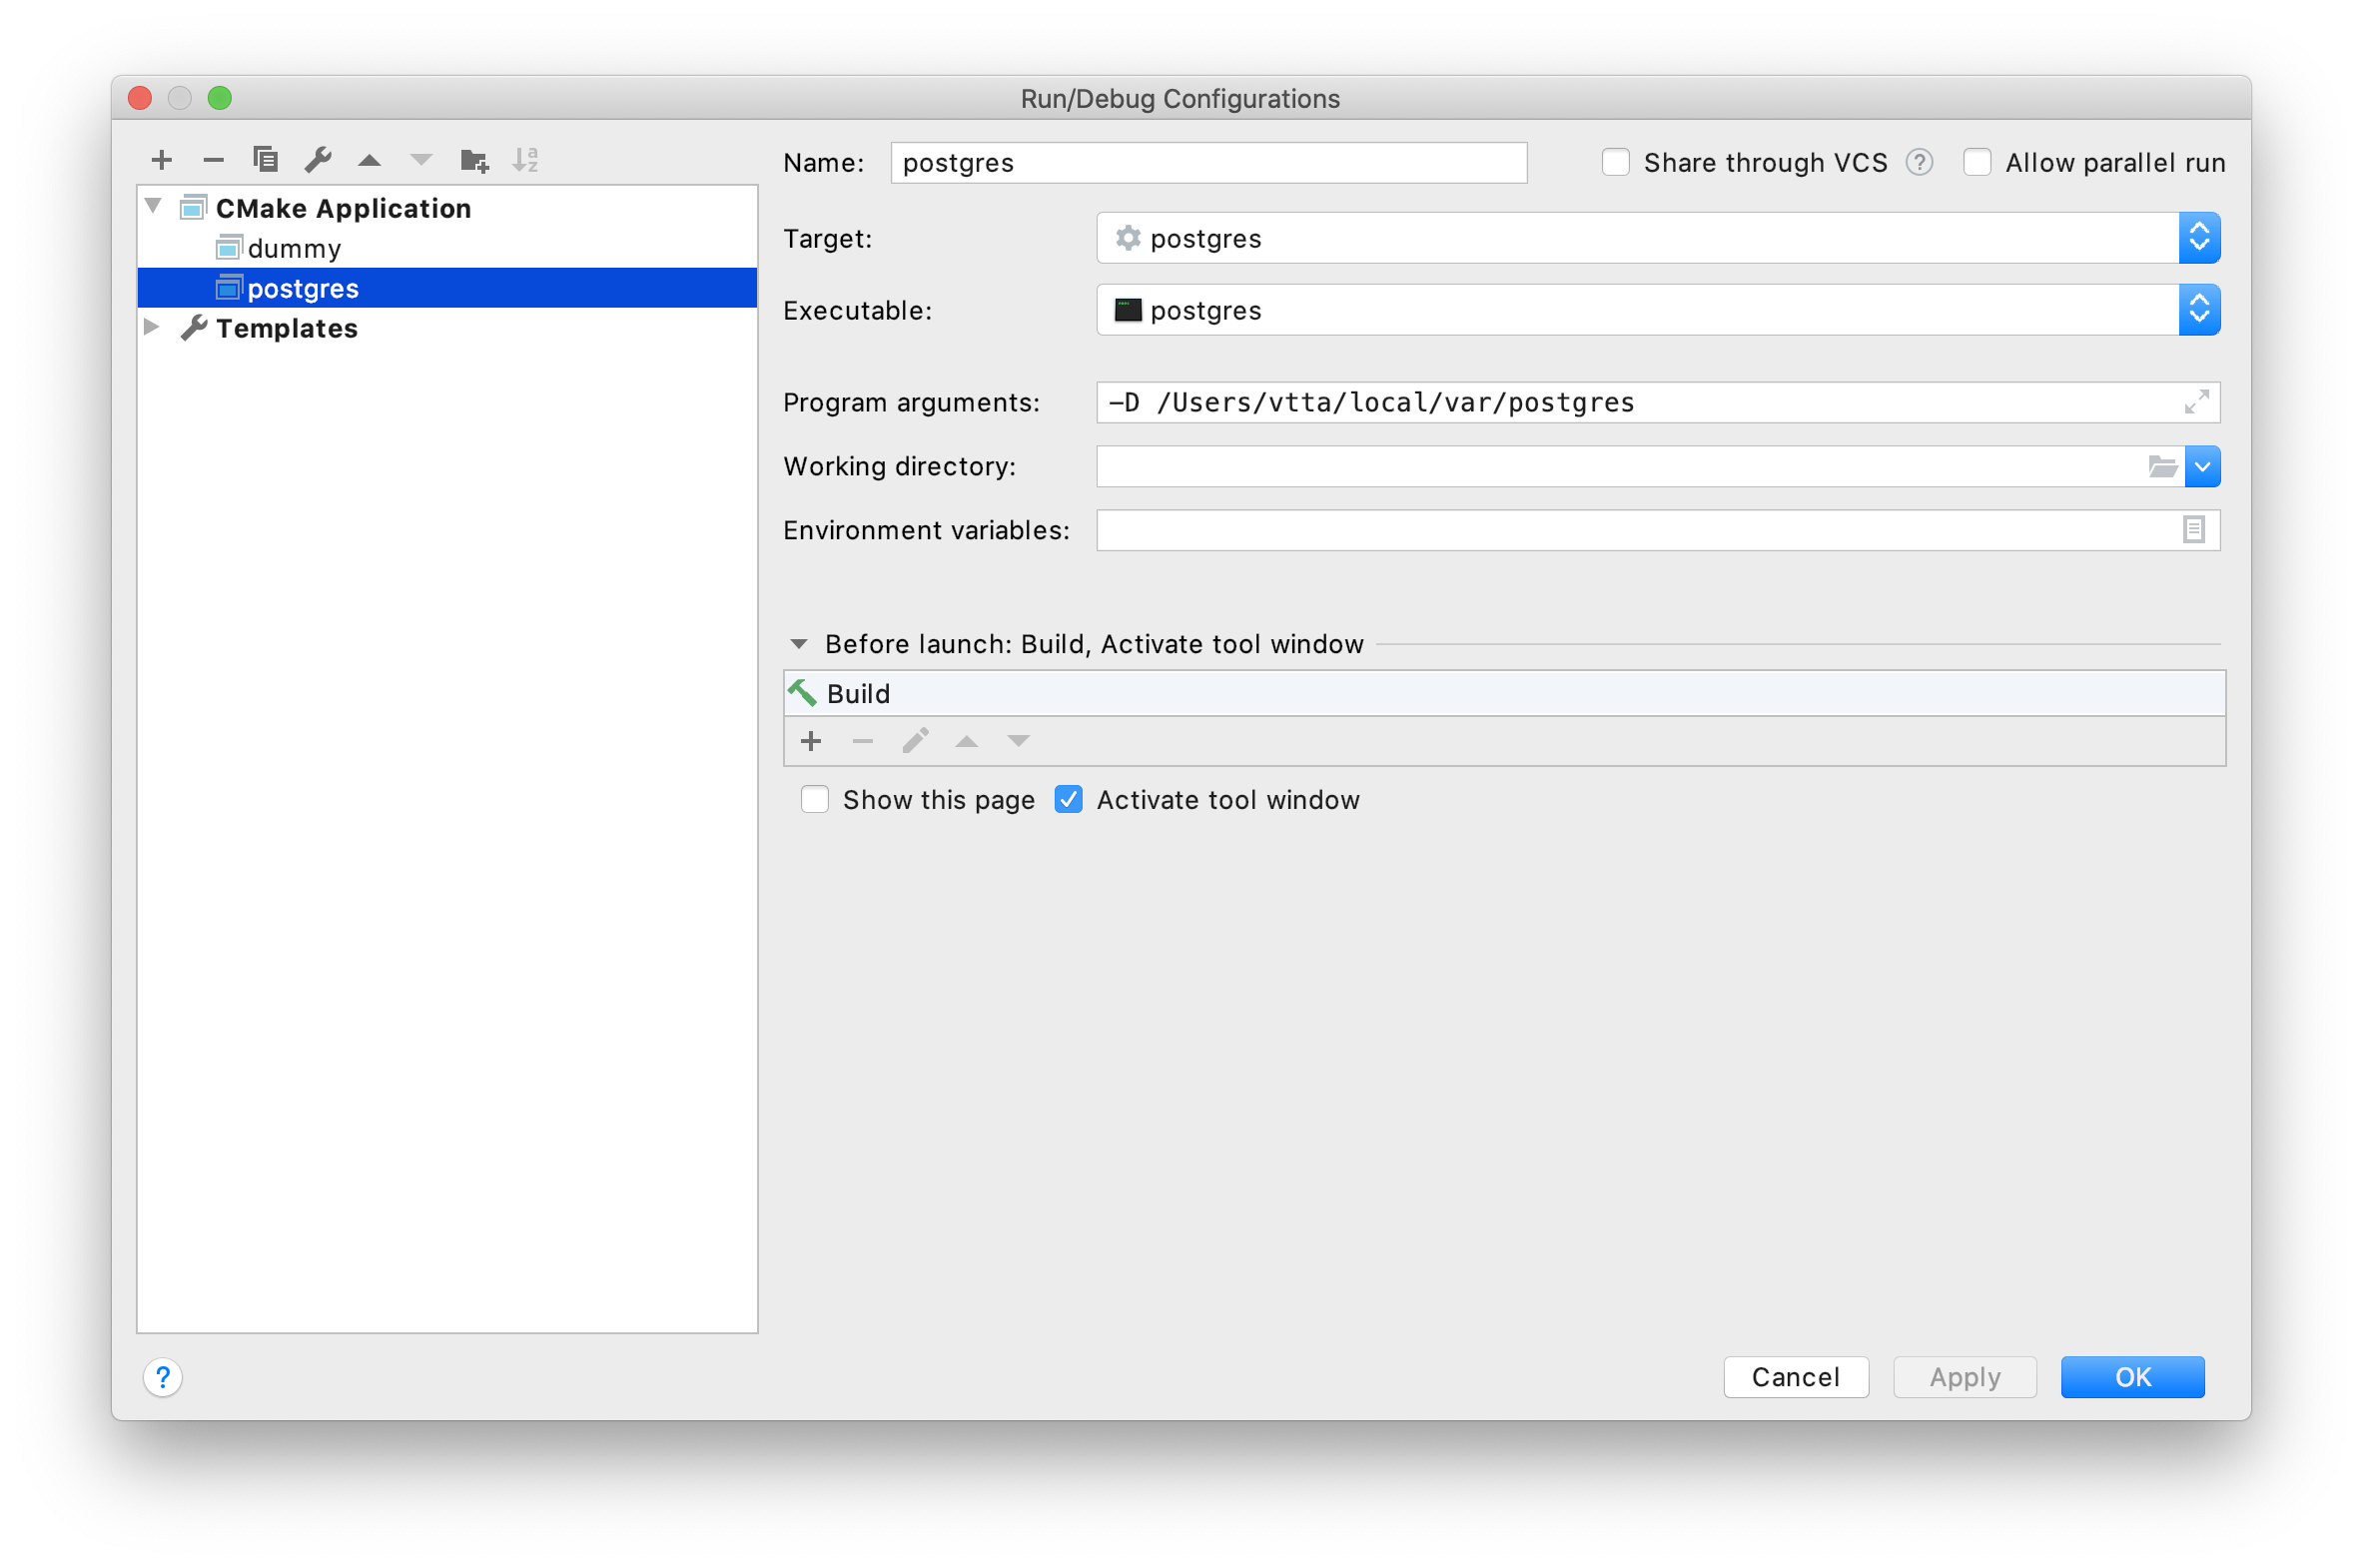 Run/Debug Configurations
CMake Application
dummy
postgres
Templates
Name: postgres
Share through VCS ?
Allow parallel run
Target: postgres
Executable: postgres
Program arguments: -D /Users/vtta/local/var/postgres
Working directory:
Environment variables:
Before launch: Build, Activate tool window
Build
Show this page
Activate tool window
?
Cancel
Apply
OK